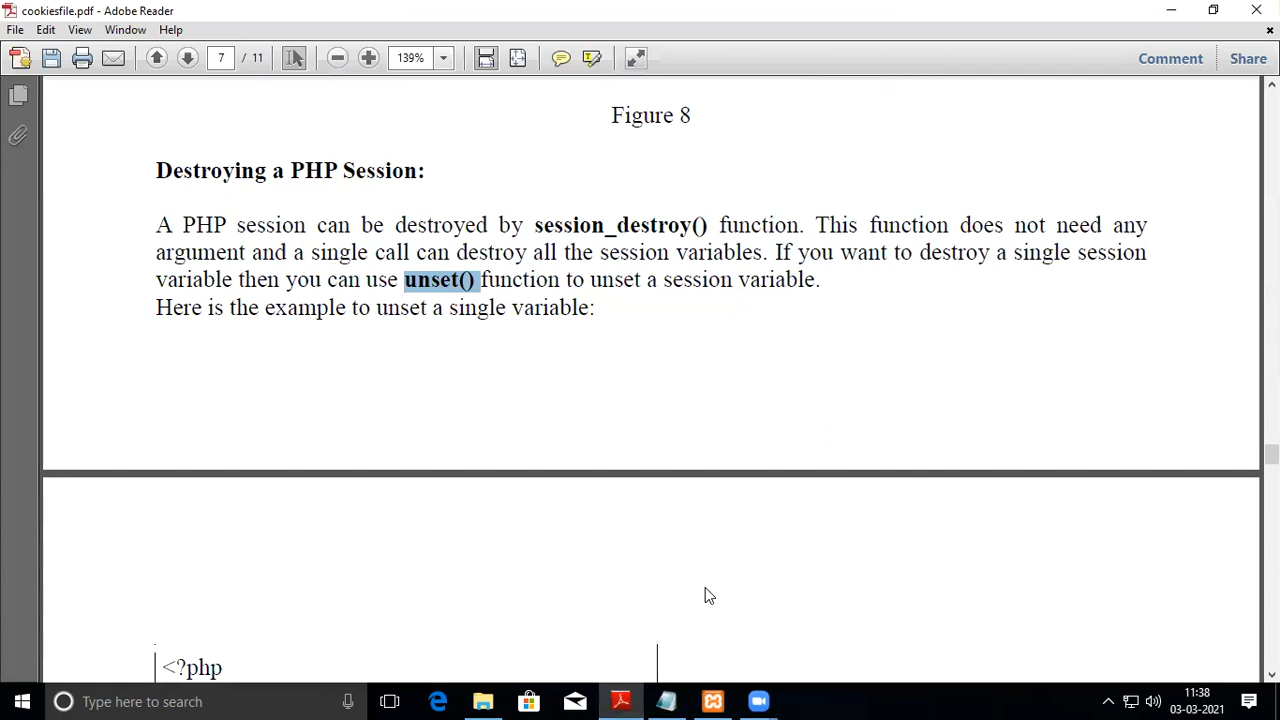 cookiesfile.pdf - Adobe Reader
File Edit View Window Help
7 / 11 139% Comment Share
Figure 8
Destroying a PHP Session:
A PHP session can be destroyed by session_destroy() function. This function does not need any
argument and a single call can destroy all the session variables. If you want to destroy a single session
variable then you can use unset() function to unset a session variable.
Here is the example to unset a single variable:
<?php
Type here to search
11:38
03-03-2021